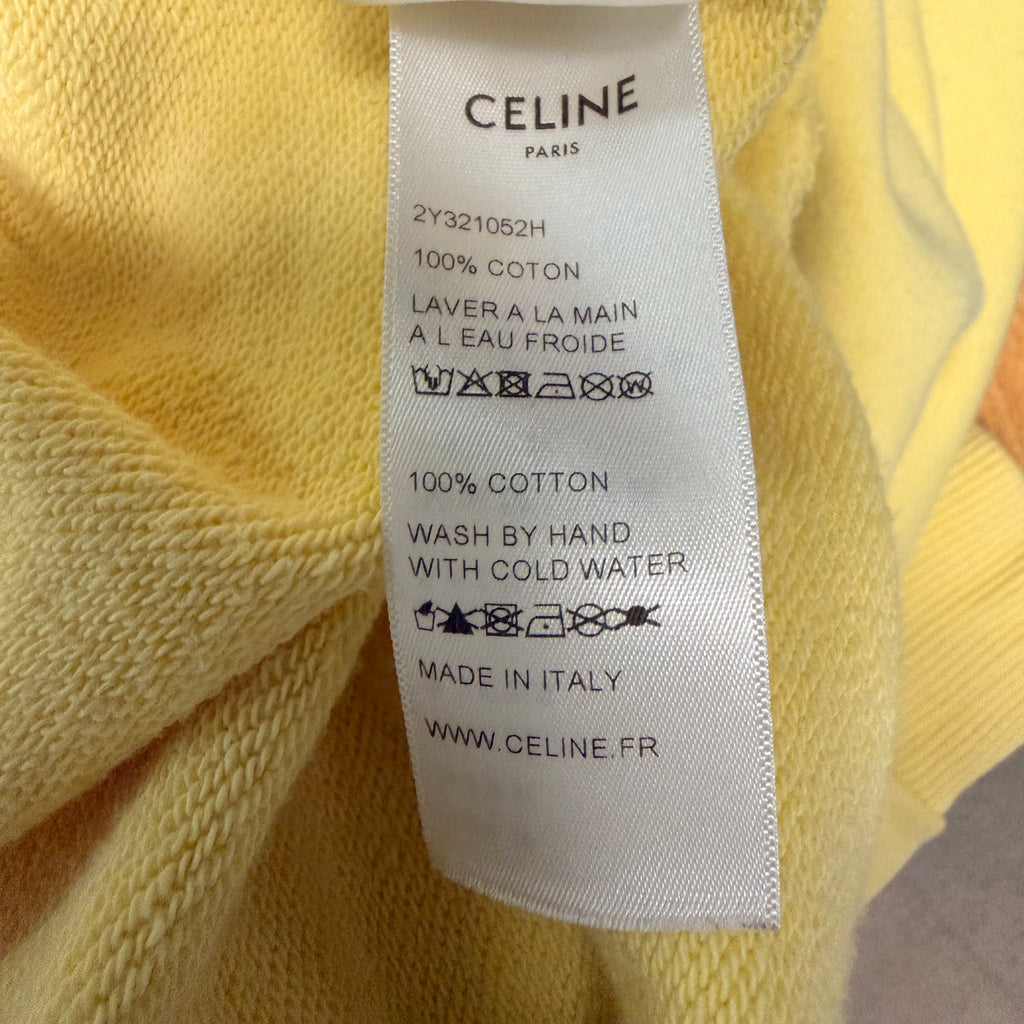 CELINE
PARIS
2Y321052H
100% COTON
LAVER A LA MAIN
A L EAU FROIDE
100% COTTON
WASH BY HAND
WITH COLD WATER
MADE IN ITALY
WWW.CELINE.FR